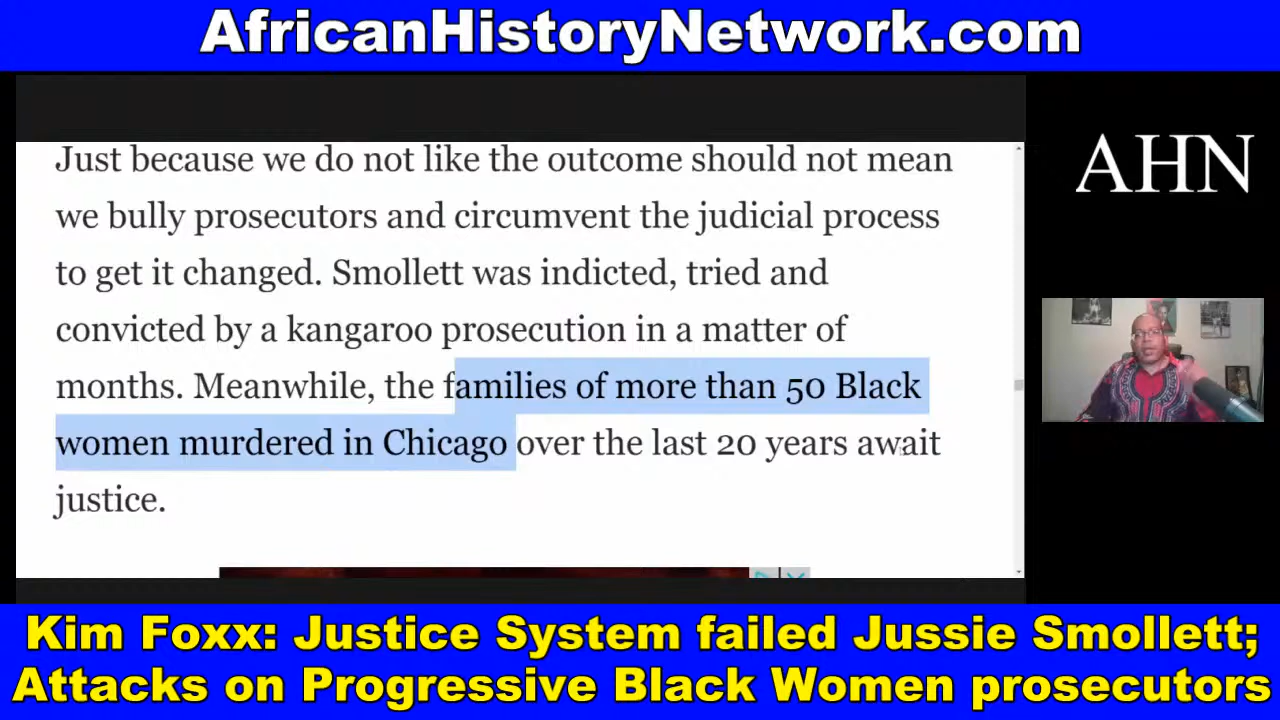 AfricanHistoryNetwork.com
Just because we do not like the outcome should not mean
we bully prosecutors and circumvent the judicial process
to get it changed. Smollett was indicted, tried and
convicted by a kangaroo prosecution in a matter of
months. Meanwhile, the families of more than 50 Black
women murdered in Chicago over the last 20 years await
justice.
AHN
Kim Foxx: Justice System failed Jussie Smollett;
Attacks on Progressive Black Women prosecutors